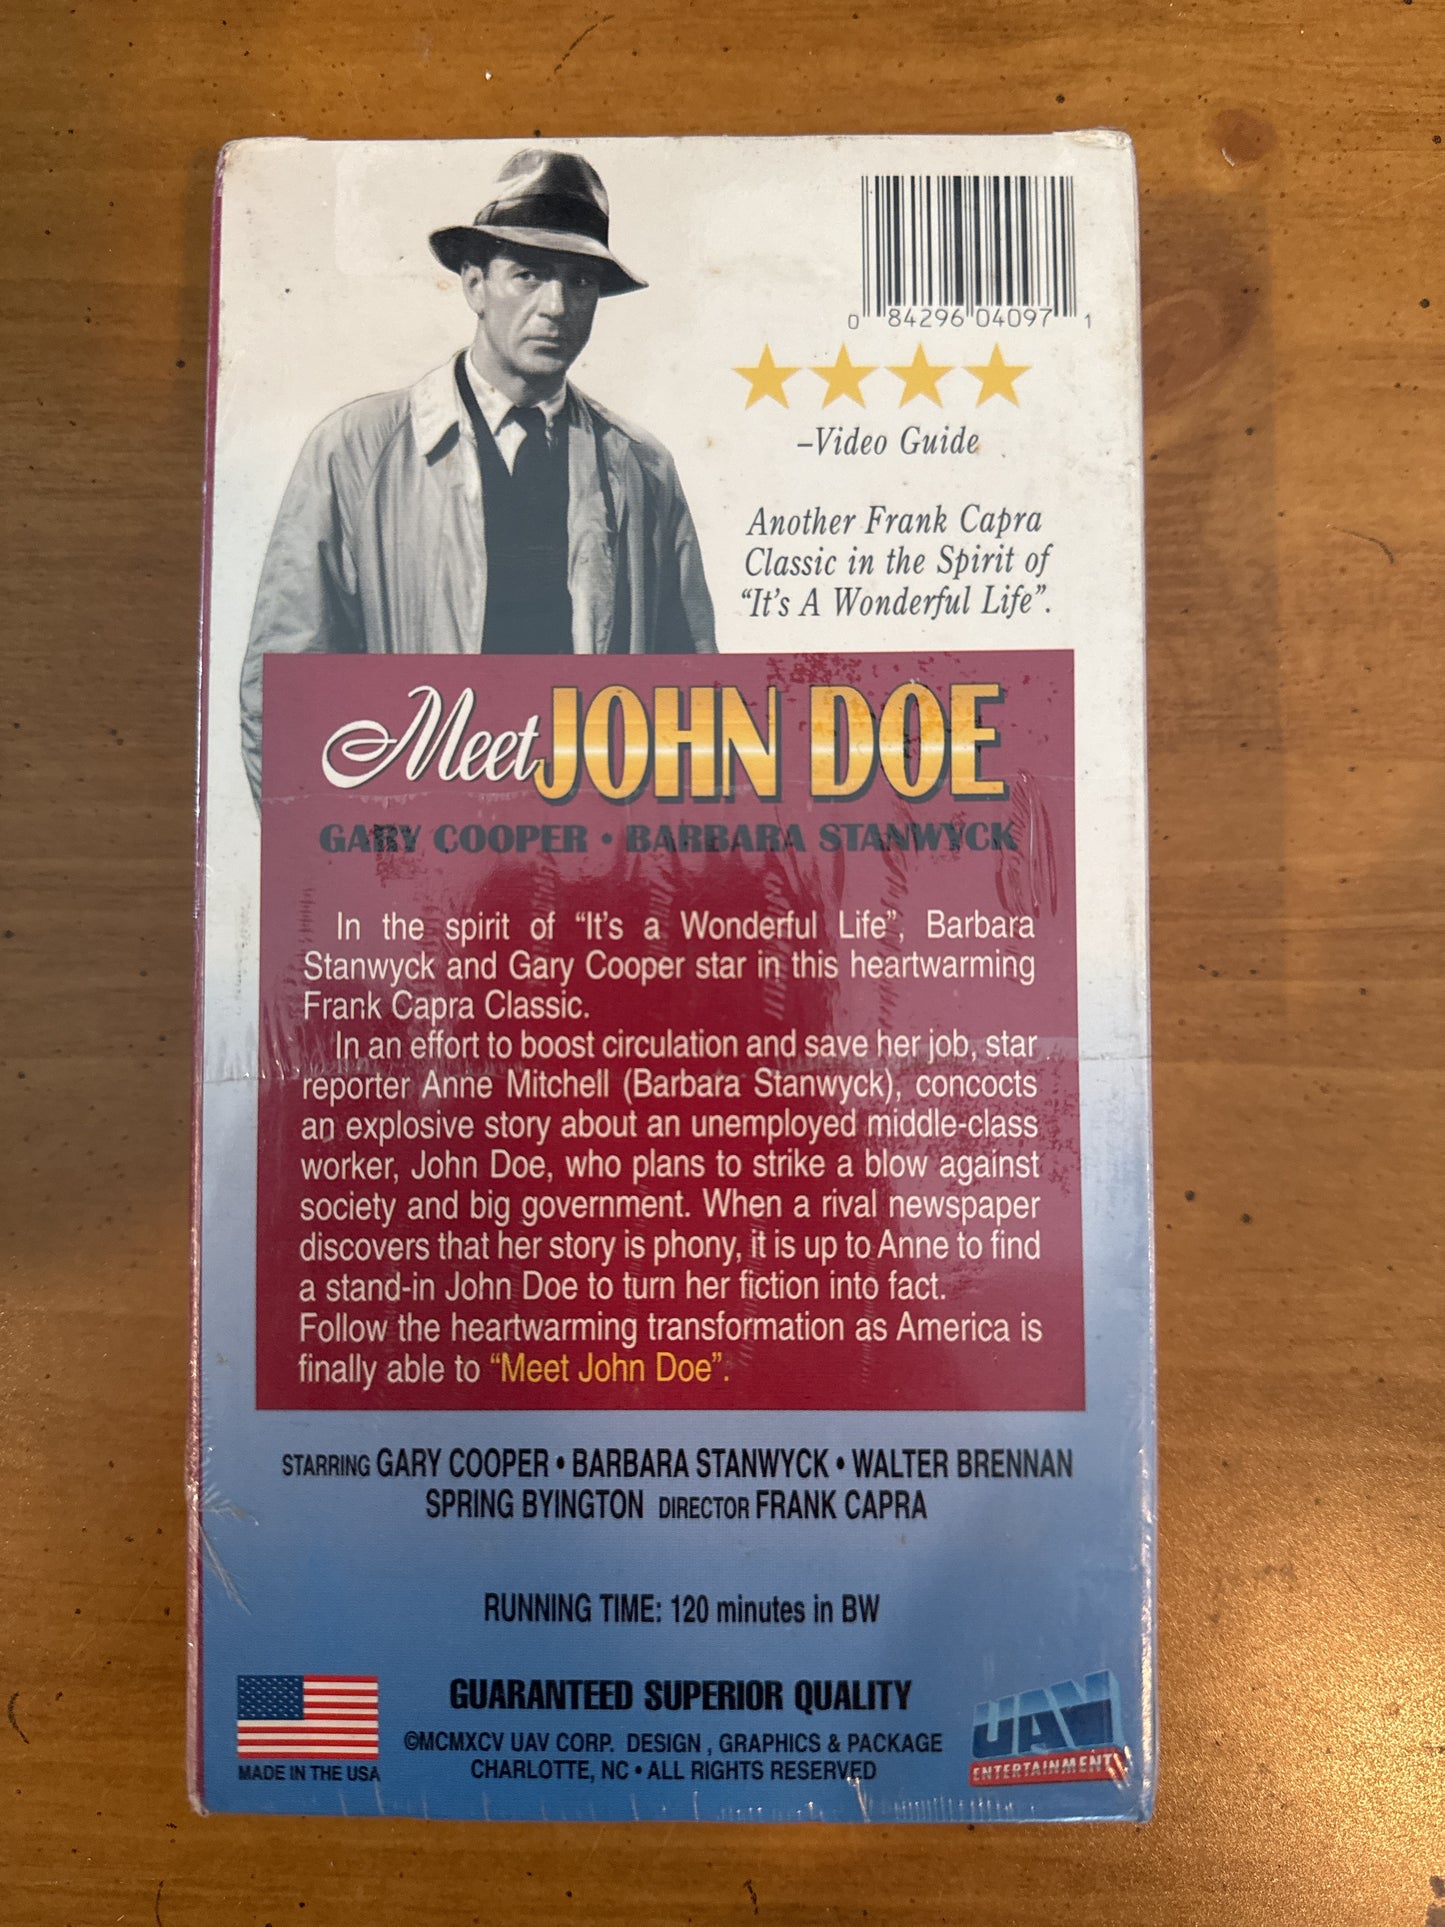 0 84296 04097 1
–Video Guide
Another Frank Capra
Classic in the Spirit of
“It’s A Wonderful Life”.
Meet JOHN DOE
GARY COOPER • BARBARA STANWYCK
In the spirit of “It’s a Wonderful Life”, Barbara
Stanwyck and Gary Cooper star in this heartwarming
Frank Capra Classic.
In an effort to boost circulation and save her job, star
reporter Anne Mitchell (Barbara Stanwyck), concocts
an explosive story about an unemployed middle-class
worker, John Doe, who plans to strike a blow against
society and big government. When a rival newspaper
discovers that her story is phony, it is up to Anne to find
a stand-in John Doe to turn her fiction into fact.
Follow the heartwarming transformation as America is
finally able to “Meet John Doe”.
STARRING GARY COOPER • BARBARA STANWYCK • WALTER BRENNAN
SPRING BYINGTON DIRECTOR FRANK CAPRA
RUNNING TIME: 120 minutes in BW
GUARANTEED SUPERIOR QUALITY
©MCMXCV UAV CORP. DESIGN, GRAPHICS & PACKAGE
CHARLOTTE, NC • ALL RIGHTS RESERVED
MADE IN THE USA
UAV
ENTERTAINMENT